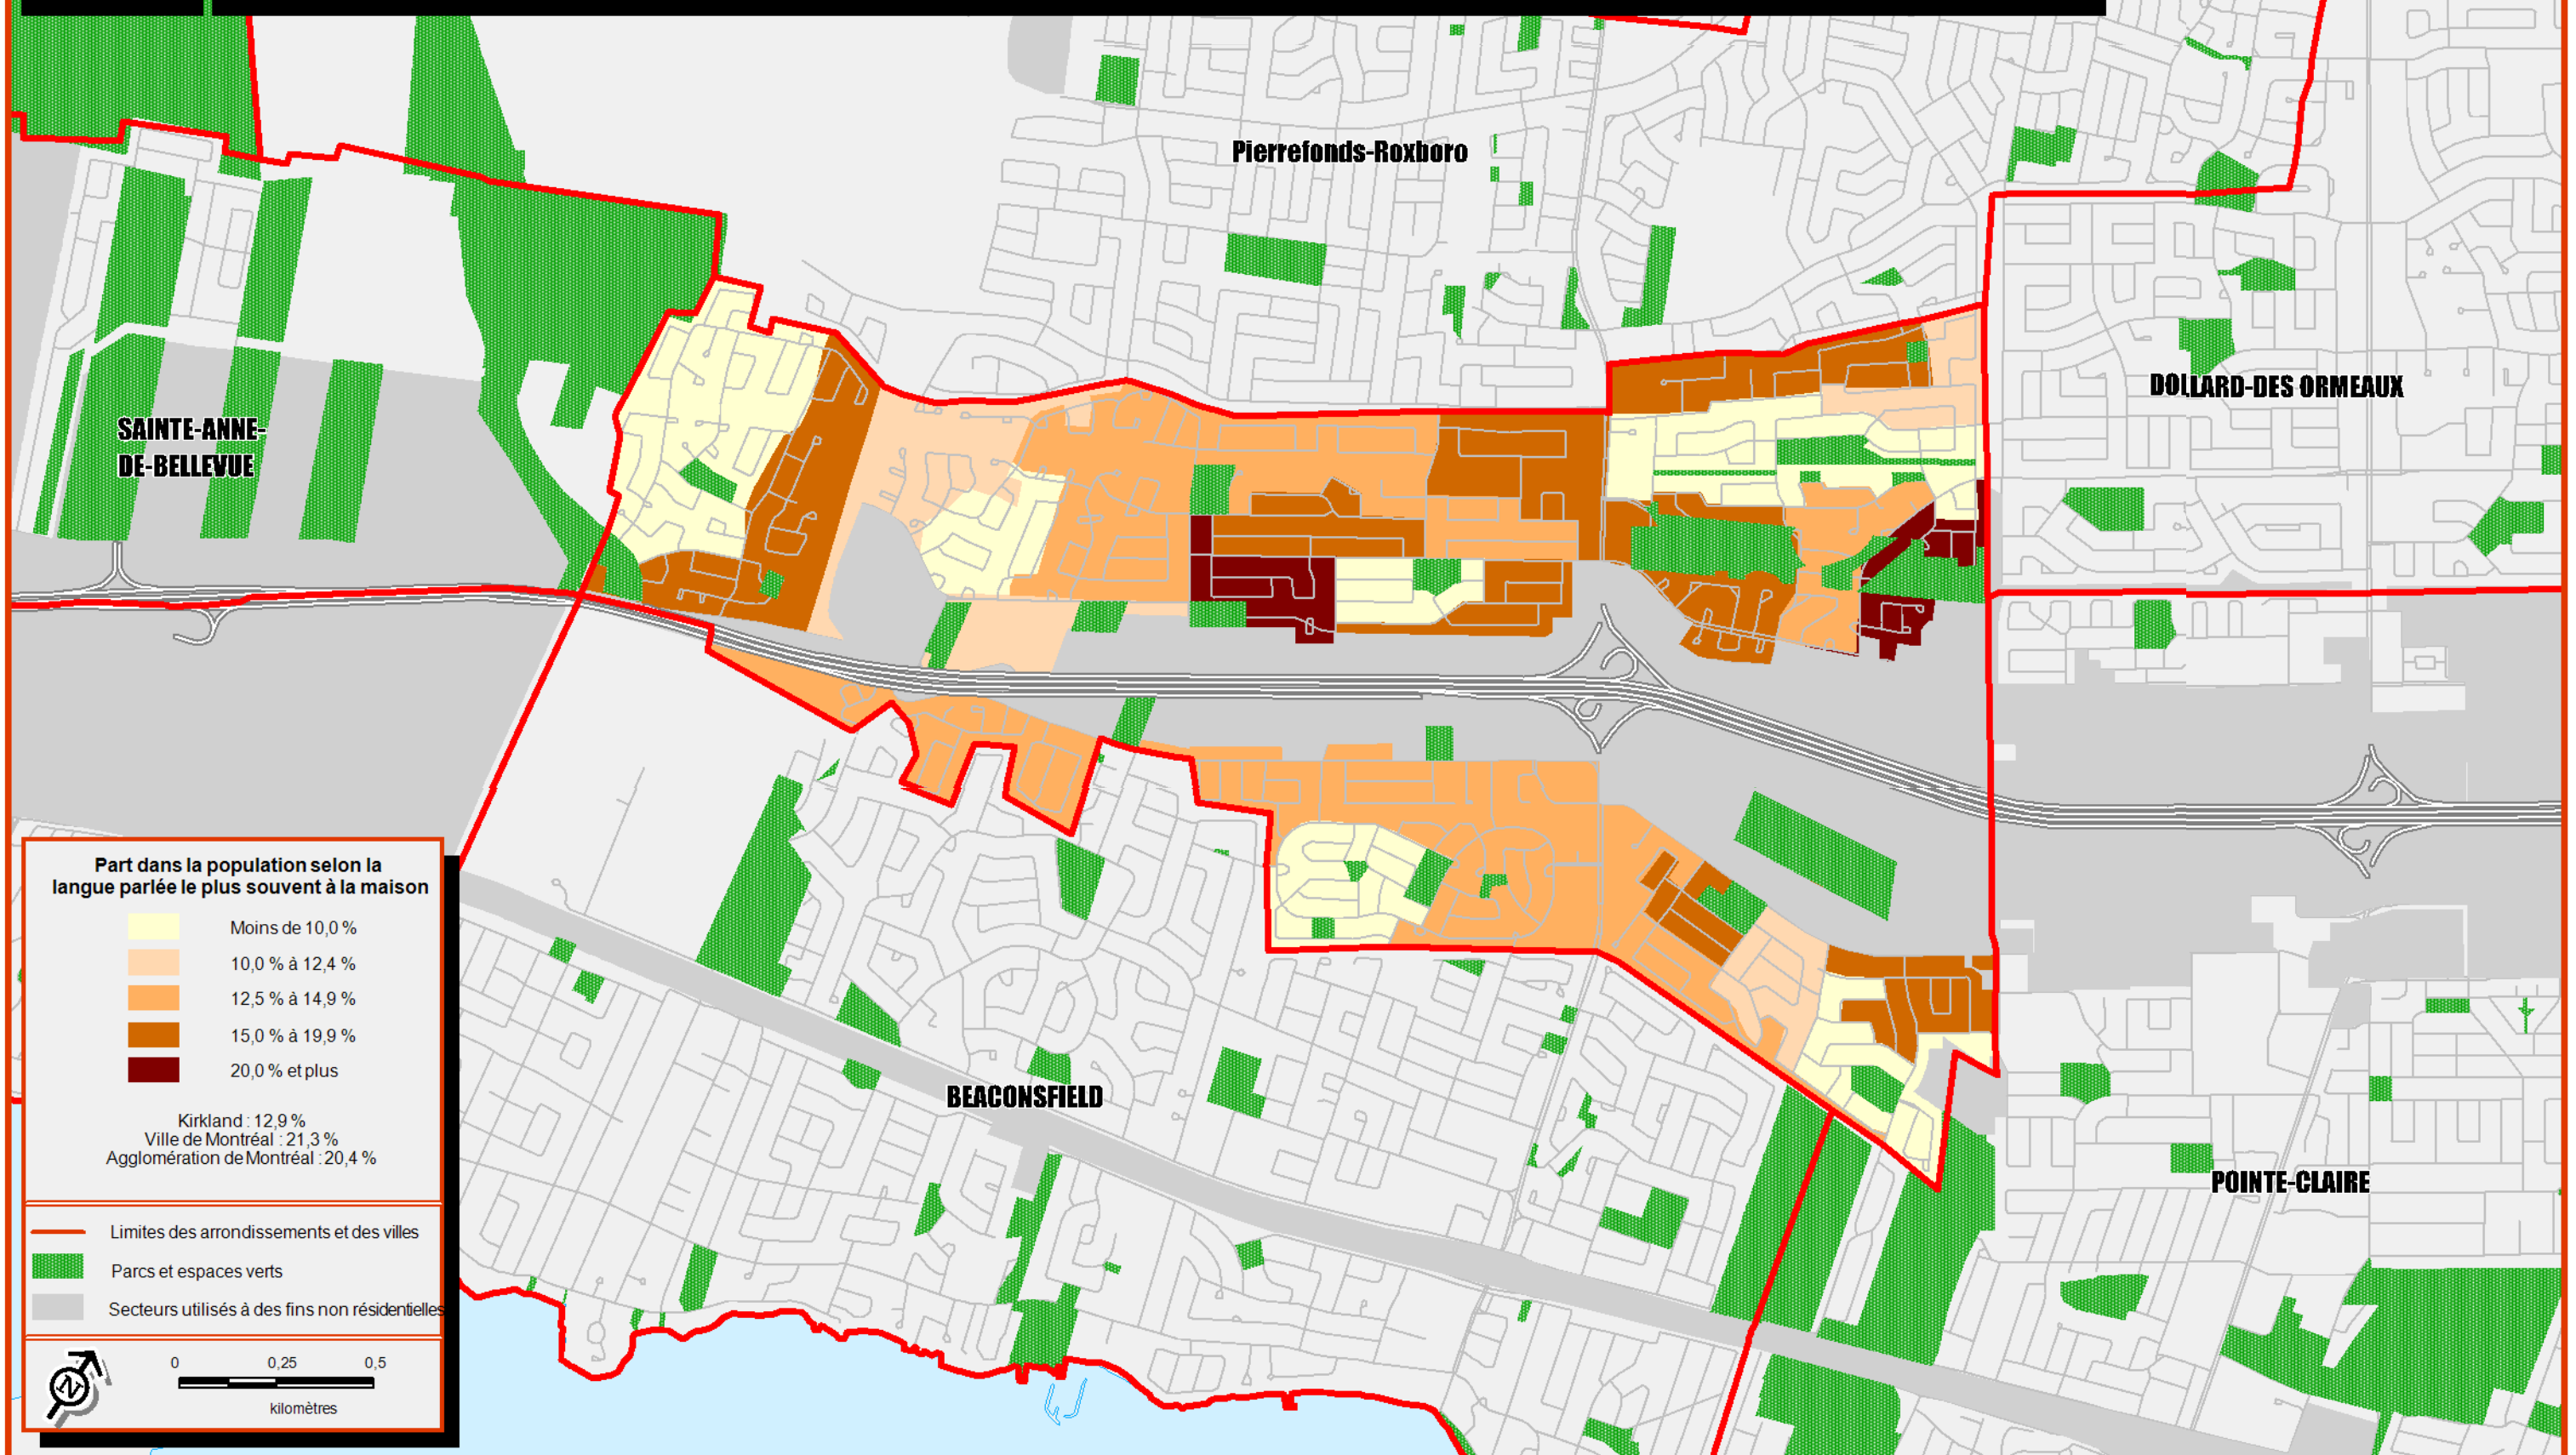 Pierrefonds-Roxboro
DOLLARD-DES ORMEAUX
SAINTE-ANNE-
DE-BELLEVUE
BEACONSFIELD
POINTE-CLAIRE
Part dans la population selon la
langue parlée le plus souvent à la maison
Moins de 10,0 %
10,0 % à 12,4 %
12,5 % à 14,9 %
15,0 % à 19,9 %
20,0 % et plus
Kirkland : 12,9 %
Ville de Montréal : 21,3 %
Agglomération de Montréal : 20,4 %
Limites des arrondissements et des villes
Parcs et espaces verts
Secteurs utilisés à des fins non résidentielles
N
0 0,25 0,5
kilomètres